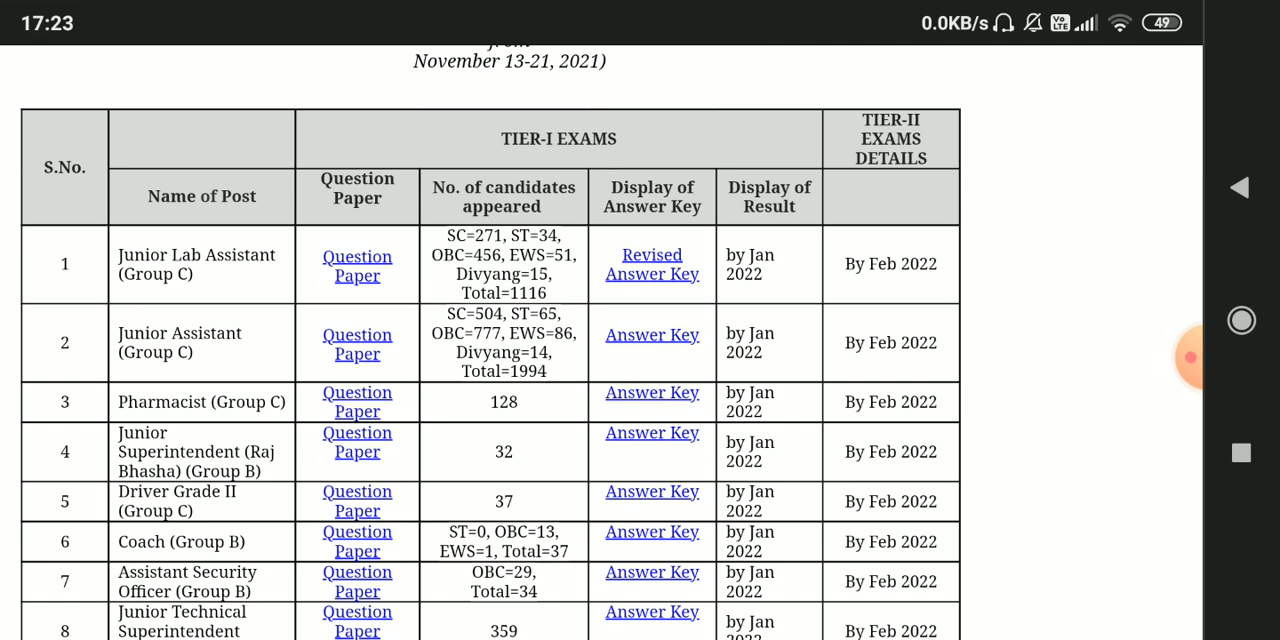 17:23
0.0KB/s
Vo LTE
49
from
November 13-21, 2021)
S.No.
TIER-I EXAMS
TIER-II
EXAMS
DETAILS
Name of Post
Question
Paper
No. of candidates
appeared
Display of
Answer Key
Display of
Result
1
Junior Lab Assistant
(Group C)
Question
Paper
SC=271, ST=34,
OBC=456, EWS=51,
Divyang=15,
Total=1116
Revised
Answer Key
by Jan
2022
By Feb 2022
2
Junior Assistant
(Group C)
Question
Paper
SC=504, ST=65,
OBC=777, EWS=86,
Divyang=14,
Total=1994
Answer Key
by Jan
2022
By Feb 2022
3
Pharmacist (Group C)
Question
Paper
128
Answer Key
by Jan
2022
By Feb 2022
4
Junior
Superintendent (Raj
Bhasha) (Group B)
Question
Paper
32
Answer Key
by Jan
2022
By Feb 2022
5
Driver Grade II
(Group C)
Question
Paper
37
Answer Key
by Jan
2022
By Feb 2022
6
Coach (Group B)
Question
Paper
ST=0, OBC=13,
EWS=1, Total=37
Answer Key
by Jan
2022
By Feb 2022
7
Assistant Security
Officer (Group B)
Question
Paper
OBC=29,
Total=34
Answer Key
by Jan
2022
By Feb 2022
8
Junior Technical
Superintendent
Question
Paper
359
Answer Key
by Jan
2022
By Feb 2022